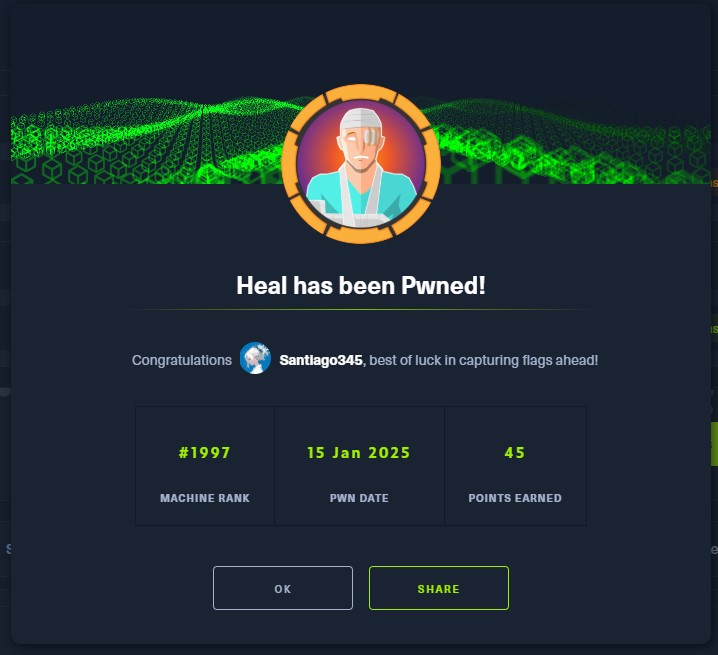 Heal has been Pwned!
Congratulations Santlago345, best of luck in capturing flags ahead!
#1997 15 Jan 2025 45
MACHINE RANK PWN DATE POINTS EARNED
OK SHARE